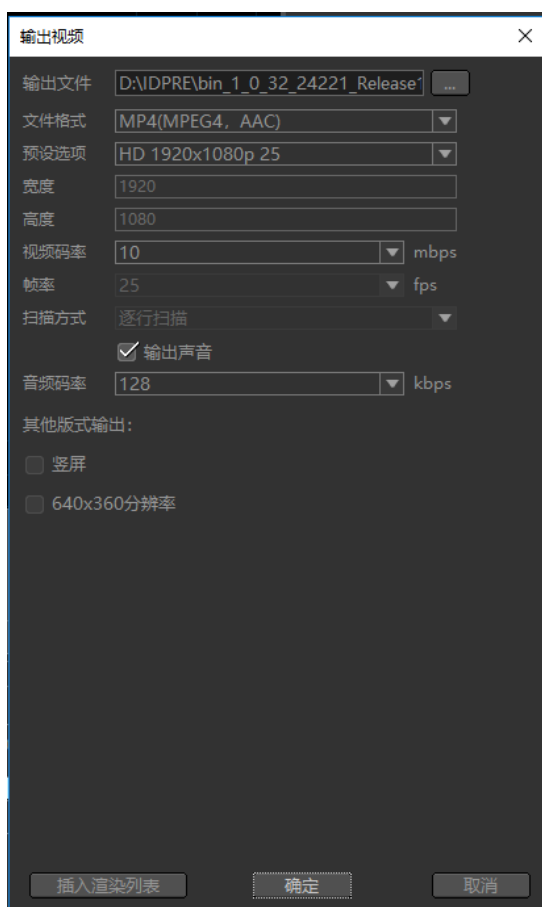 输出视频
输出文件 D:\IDPRE\bin_1_0_32_24221_Release1 ...
文件格式 MP4(MPEG4，AAC)
预设选项 HD 1920x1080p 25
宽度 1920
高度 1080
视频码率 10 mbps
帧率 25 fps
扫描方式 逐行扫描
输出声音
音频码率 128 kbps
其他版式输出:
竖屏
640x360分辨率
插入渲染列表 确定 取消